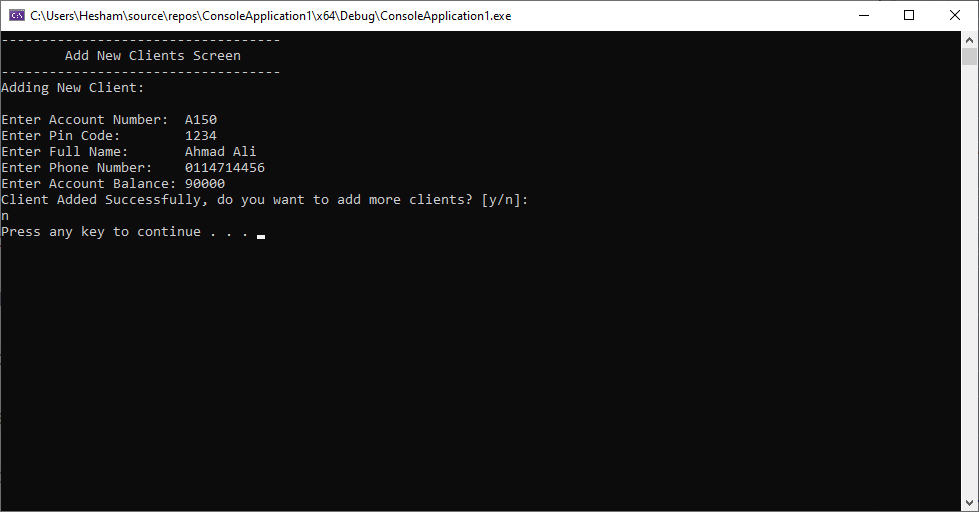 C:\Users\Hesham\source\repos\ConsoleApplication1\x64\Debug\ConsoleApplication1.exe
-----------------------------------
        Add New Clients Screen
-----------------------------------
Adding New Client:
Enter Account Number:  A150
Enter Pin Code:        1234
Enter Full Name:       Ahmad Ali
Enter Phone Number:    0114714456
Enter Account Balance: 90000
Client Added Successfully, do you want to add more clients? [y/n]:
n
Press any key to continue . . .